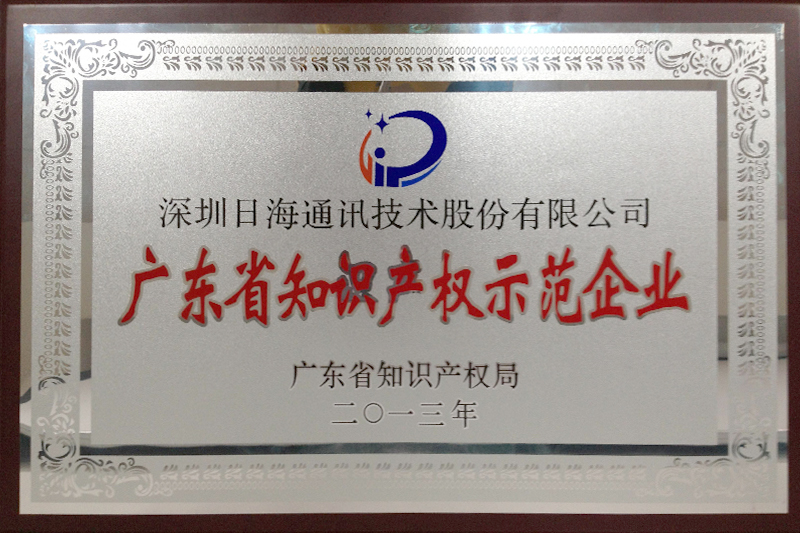 深圳日海通讯技术股份有限公司
广东省知识产权示范企业
广东省知识产权局
二〇一三年